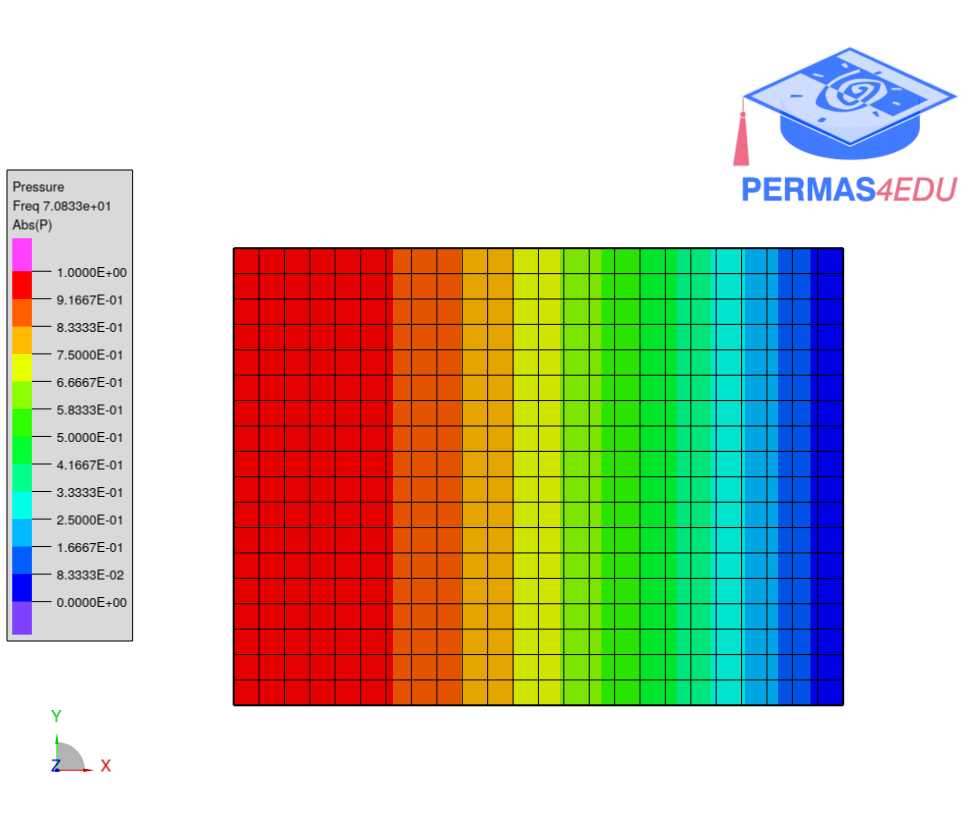 PERMAS4EDU
Pressure
Freq 7.0833e+01
Abs(P)
1.0000E+00
9.1667E-01
8.3333E-01
7.5000E-01
6.6667E-01
5.8333E-01
5.0000E-01
4.1667E-01
3.3333E-01
2.5000E-01
1.6667E-01
8.3333E-02
0.0000E+00
Y
Z X